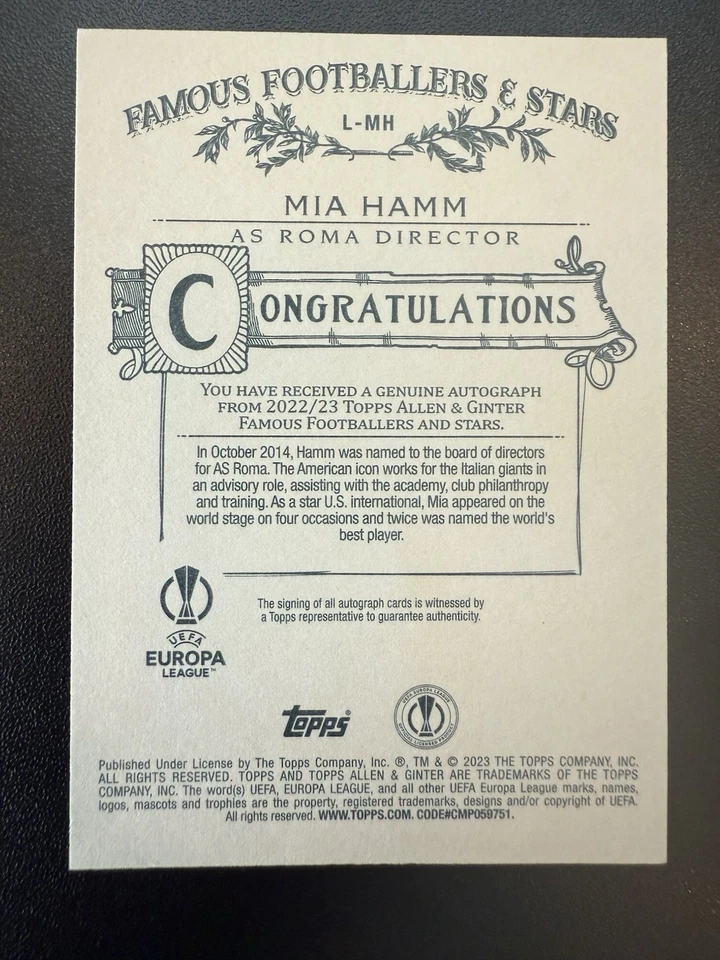 FAMOUS FOOTBALLERS & STARS
L-MH
MIA HAMM
AS ROMA DIRECTOR
CONGRATULATIONS
YOU HAVE RECEIVED A GENUINE AUTOGRAPH
FROM 2022/23 TOPPS ALLEN & GINTER
FAMOUS FOOTBALLERS AND STARS.
In October 2014, Hamm was named to the board of directors
for AS Roma. The American icon works for the Italian giants in
an advisory role, assisting with the academy, club philanthropy
and training. As a star U.S. international, Mia appeared on the
world stage on four occasions and twice was named the world's
best player.
The signing of all autograph cards is witnessed by
a Topps representative to guarantee authenticity.
UEFA
EUROPA
LEAGUE™
topps®
UEFA EUROPA LEAGUE
OFFICIAL LICENSED PRODUCT
Published Under License by The Topps Company, Inc. ®, TM & © 2023 THE TOPPS COMPANY, INC.
ALL RIGHTS RESERVED. TOPPS AND TOPPS ALLEN & GINTER ARE TRADEMARKS OF THE TOPPS
COMPANY, INC. The word(s) UEFA, EUROPA LEAGUE, and all other UEFA Europa League marks, names,
logos, mascots and trophies are the property, registered trademarks, designs and/or copyright of UEFA.
All rights reserved. WWW.TOPPS.COM. CODE#CMP059751.